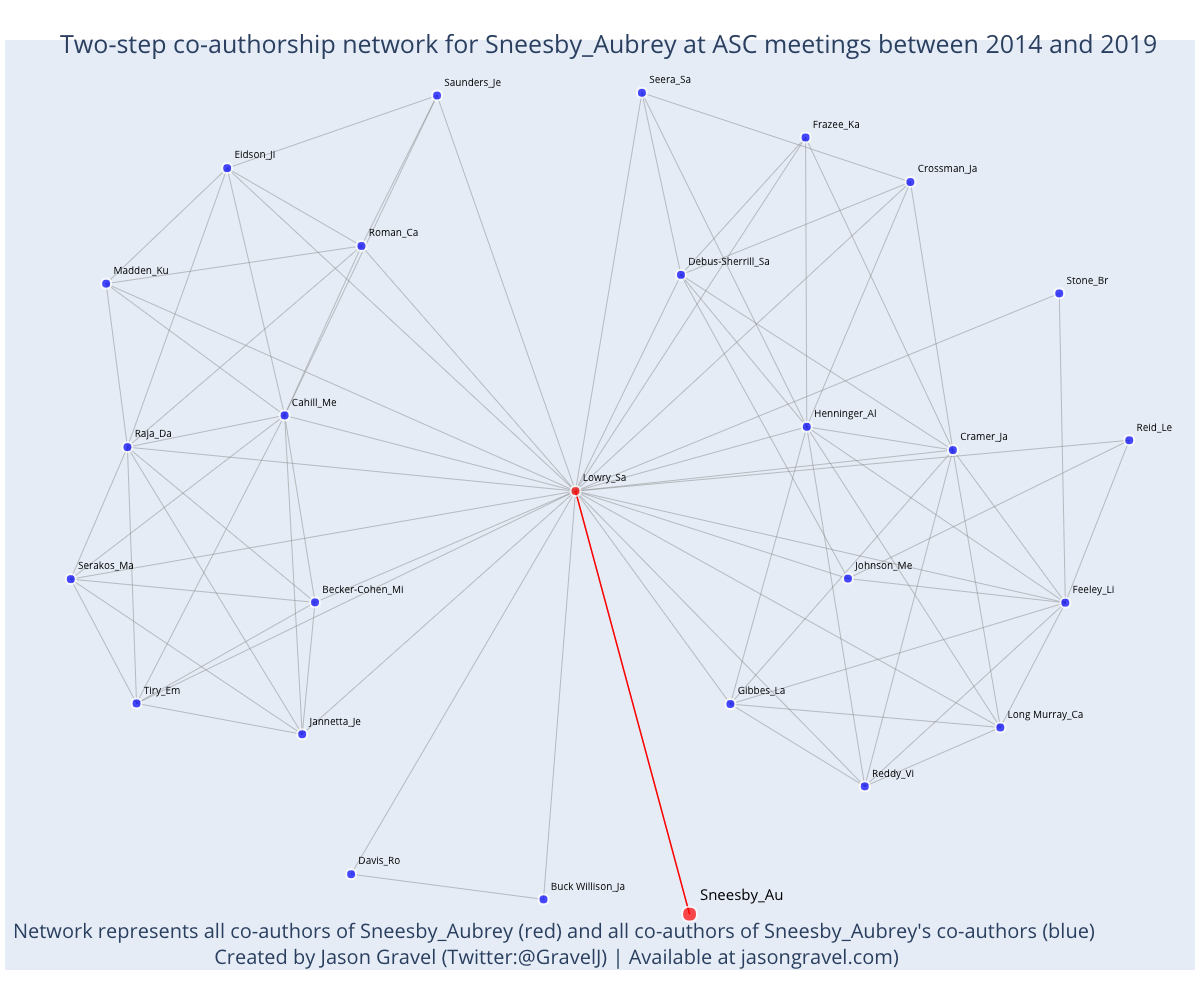 Two-step co-authorship network for Sneesby_Aubrey at ASC meetings between 2014 and 2019
Seera_Sa
Saunders_Je
Frazee_Ka
Eidson_Ji
Crossman_Ja
Roman_Ca
Debus-Sherrill_Sa
Madden_Ku
Stone_Br
Cahill_Me
Henninger_Al
Reid_Le
Raja_Da
Cramer_Ja
Lowry_Sa
Serakos_Ma
Johnson_Me
Becker-Cohen_Mi
Feeley_Li
Tiry_Em
Gibbes_La
Long Murray_Ca
Jannetta_Je
Reddy_Vi
Davis_Ro
Buck Willison_Ja
Sneesby_Au
Network represents all co-authors of Sneesby_Aubrey (red) and all co-authors of Sneesby_Aubrey's co-authors (blue)
Created by Jason Gravel (Twitter:@GravelJ) | Available at jasongravel.com)